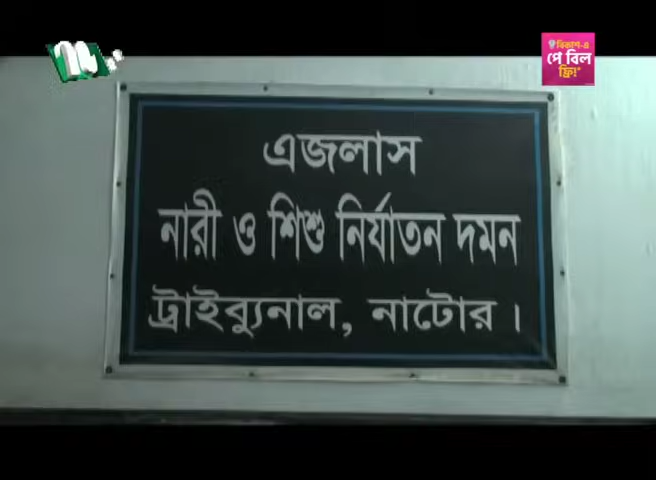 বিকাশ-এ
পে বিল
ফ্রি!*
এজলাস
নারী ও শিশু নির্যাতন দমন
ট্রাইব্যুনাল, নাটোর।